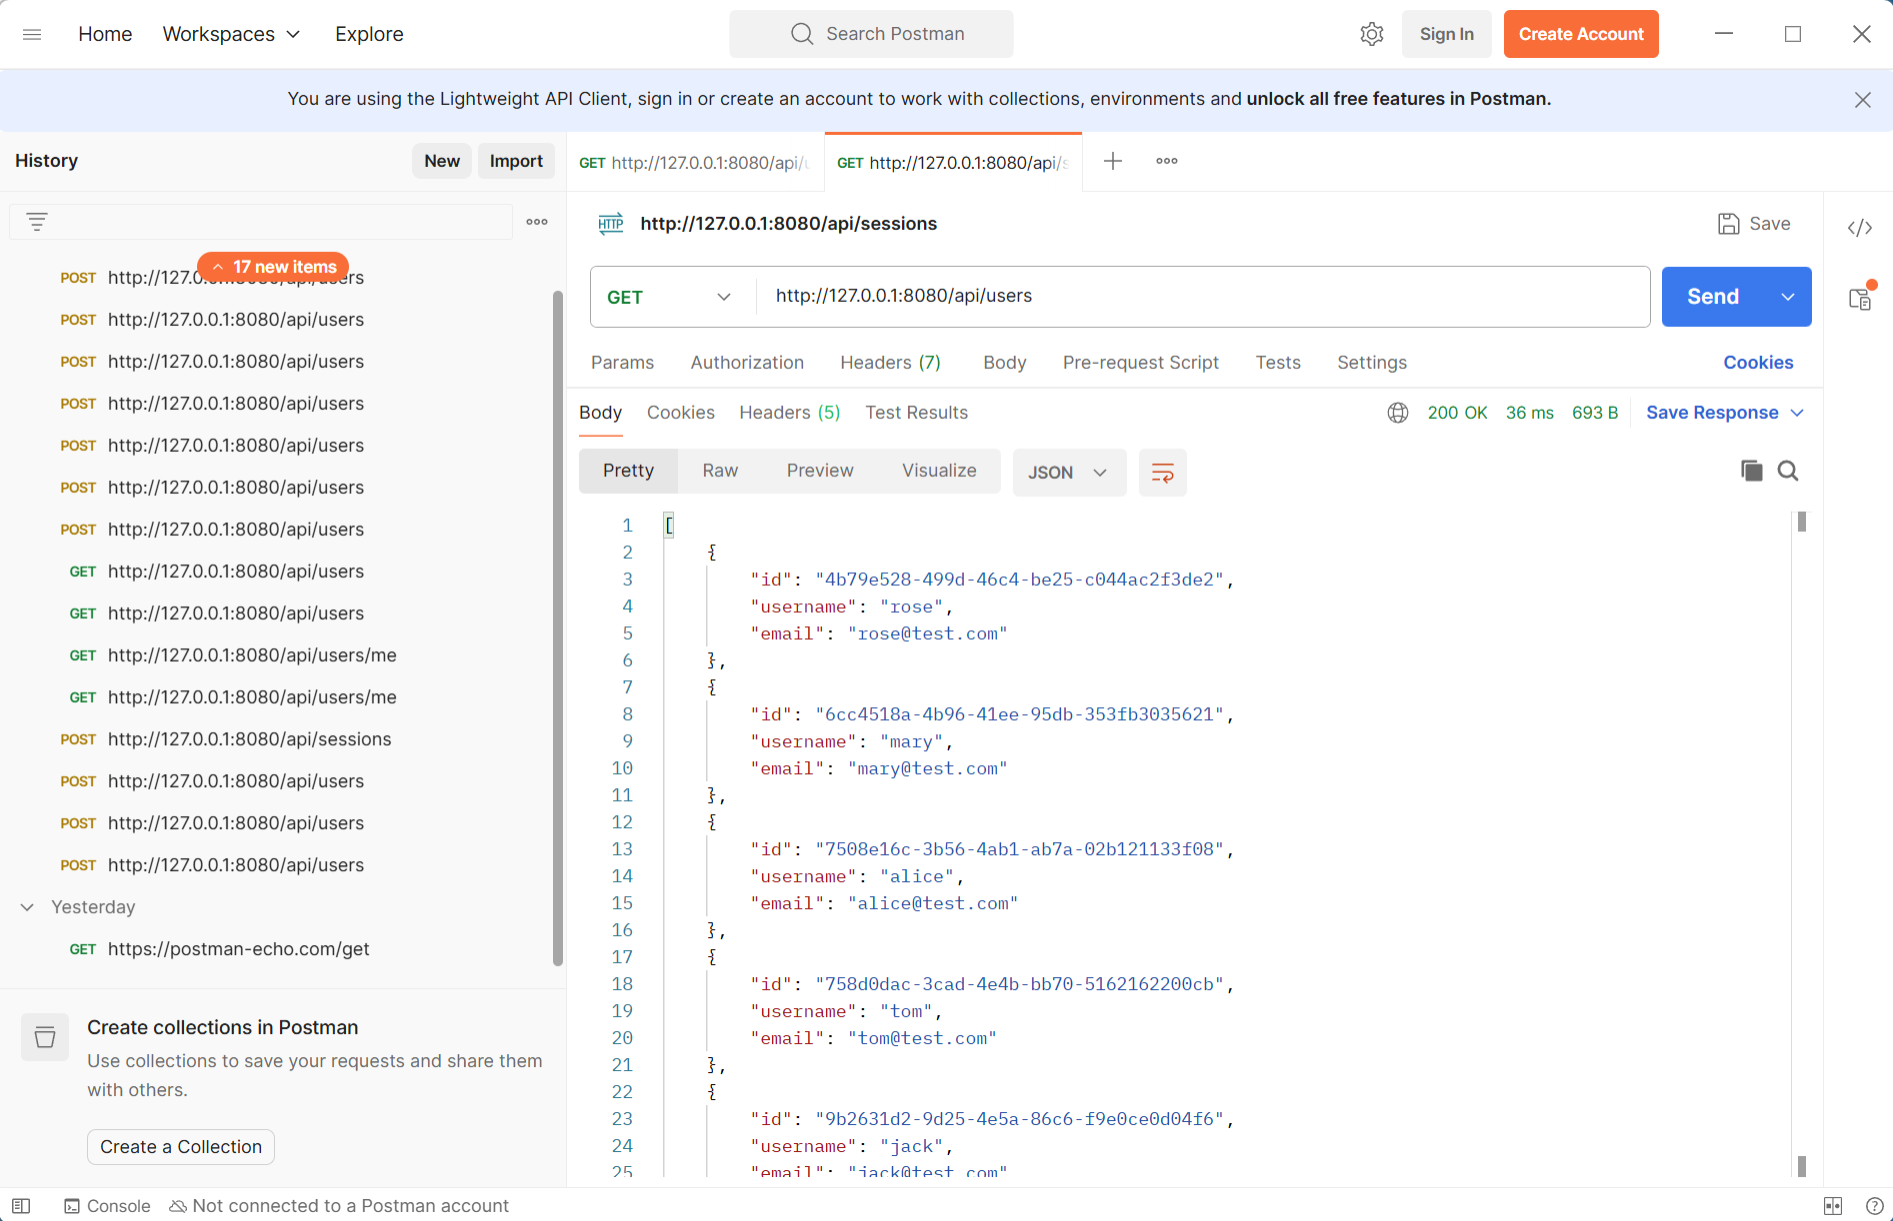 Home Workspaces Explore Search Postman Sign In Create Account
You are using the Lightweight API Client, sign in or create an account to work with collections, environments and unlock all free features in Postman.
History New Import
GET http://127.0.0.1:8080/api/u GET http://127.0.0.1:8080/api/s
HTTP http://127.0.0.1:8080/api/sessions Save
17 new items
POST http://127.0.0.1:8080/api/users
POST http://127.0.0.1:8080/api/users
POST http://127.0.0.1:8080/api/users
POST http://127.0.0.1:8080/api/users
POST http://127.0.0.1:8080/api/users
POST http://127.0.0.1:8080/api/users
POST http://127.0.0.1:8080/api/users
GET http://127.0.0.1:8080/api/users
GET http://127.0.0.1:8080/api/users
GET http://127.0.0.1:8080/api/users/me
GET http://127.0.0.1:8080/api/users/me
POST http://127.0.0.1:8080/api/sessions
POST http://127.0.0.1:8080/api/users
POST http://127.0.0.1:8080/api/users
POST http://127.0.0.1:8080/api/users
Yesterday
GET https://postman-echo.com/get
Create collections in Postman
Use collections to save your requests and share them
with others.
Create a Collection
GET http://127.0.0.1:8080/api/users Send
Params Authorization Headers (7) Body Pre-request Script Tests Settings Cookies
Body Cookies Headers (5) Test Results 200 OK 36 ms 693 B Save Response
Pretty Raw Preview Visualize JSON
1 [
2 {
3 "id": "4b79e528-499d-46c4-be25-c044ac2f3de2",
4 "username": "rose",
5 "email": "rose@test.com"
6 },
7 {
8 "id": "6cc4518a-4b96-41ee-95db-353fb3035621",
9 "username": "mary",
10 "email": "mary@test.com"
11 },
12 {
13 "id": "7508e16c-3b56-4ab1-ab7a-02b121133f08",
14 "username": "alice",
15 "email": "alice@test.com"
16 },
17 {
18 "id": "758d0dac-3cad-4e4b-bb70-5162162200cb",
19 "username": "tom",
20 "email": "tom@test.com"
21 },
22 {
23 "id": "9b2631d2-9d25-4e5a-86c6-f9e0ce0d04f6",
24 "username": "jack",
25 "email": "jack@test.com"
Console Not connected to a Postman account